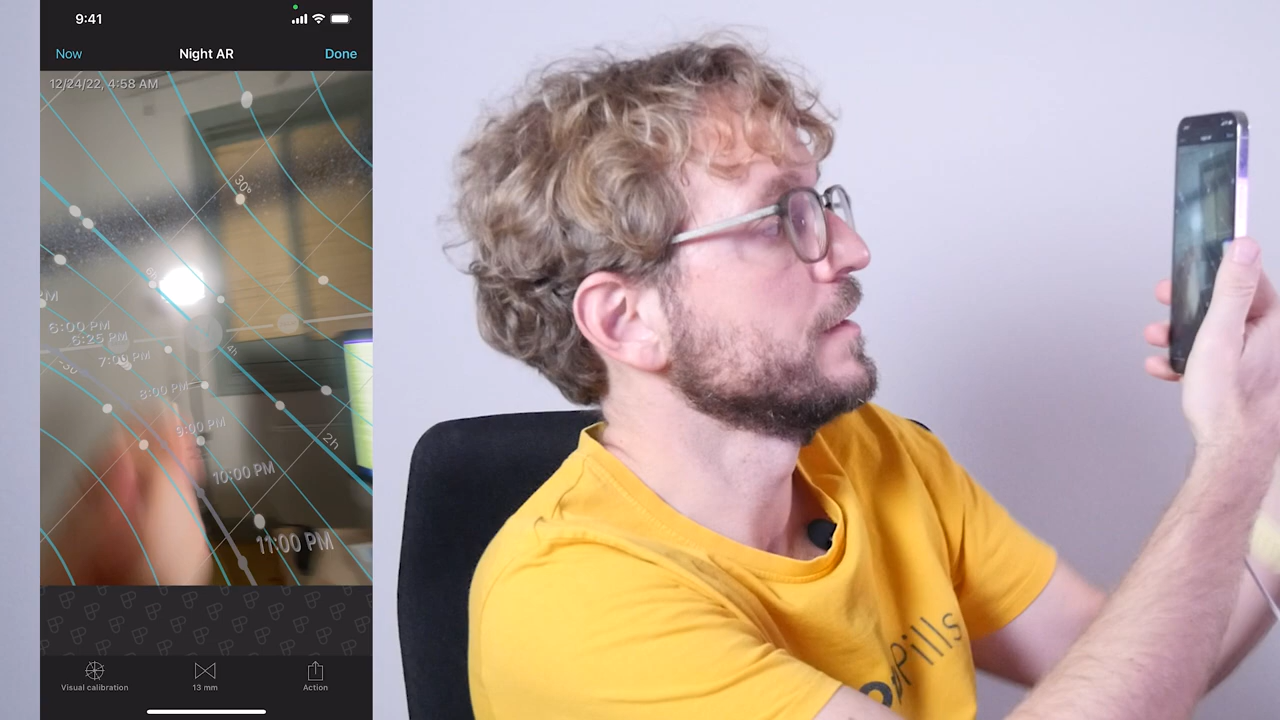 9:41
Now Night AR Done
12/24/22, 4:58 AM
30°
6:00 PM
6:25 PM
7:00 PM
4h
8:00 PM
9:00 PM
2h
10:00 PM
11:00 PM
Visual calibration 13 mm Action
Pills